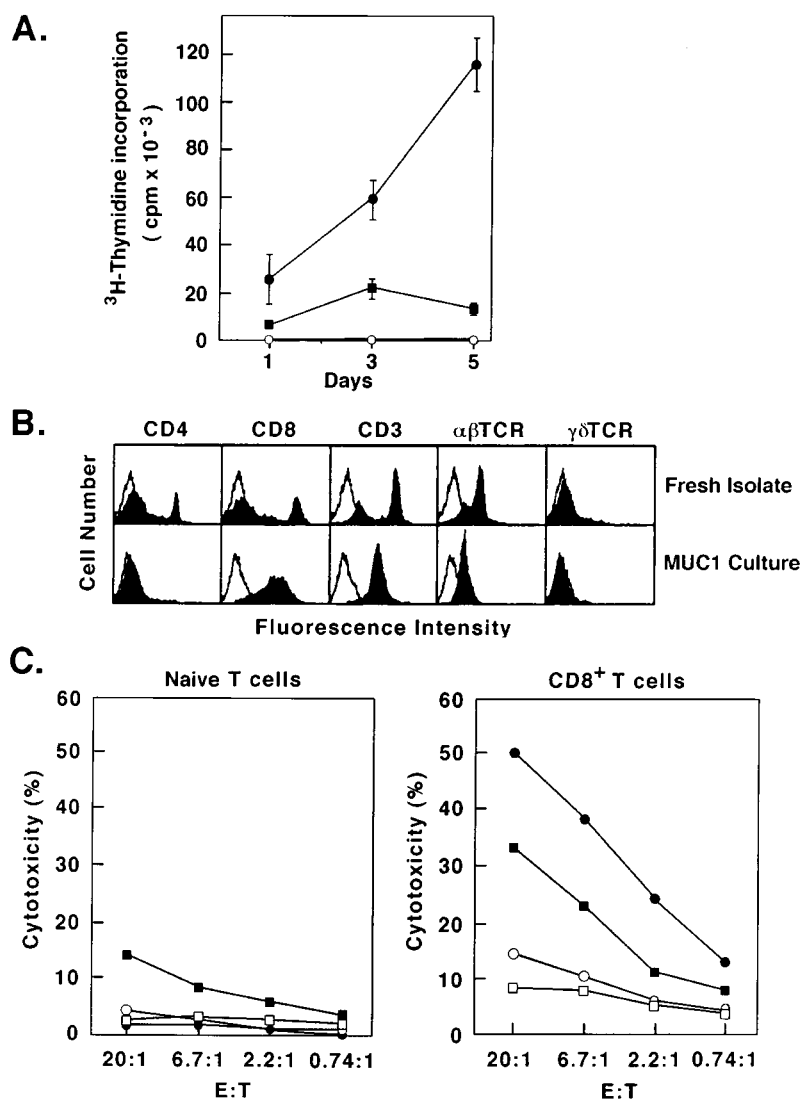 A.
³H-Thymidine incorporation
( cpm x 10⁻³ )
120
100
80
60
40
20
0
1 3 5
Days
B.
CD4 CD8 CD3 αβTCR γδTCR
Cell Number
Fresh Isolate
MUC1 Culture
Fluorescence Intensity
C.
Naive T cells
Cytotoxicity (%)
60
50
40
30
20
10
0
20:1 6.7:1 2.2:1 0.74:1
E:T
CD8⁺ T cells
Cytotoxicity (%)
60
50
40
30
20
10
0
20:1 6.7:1 2.2:1 0.74:1
E:T